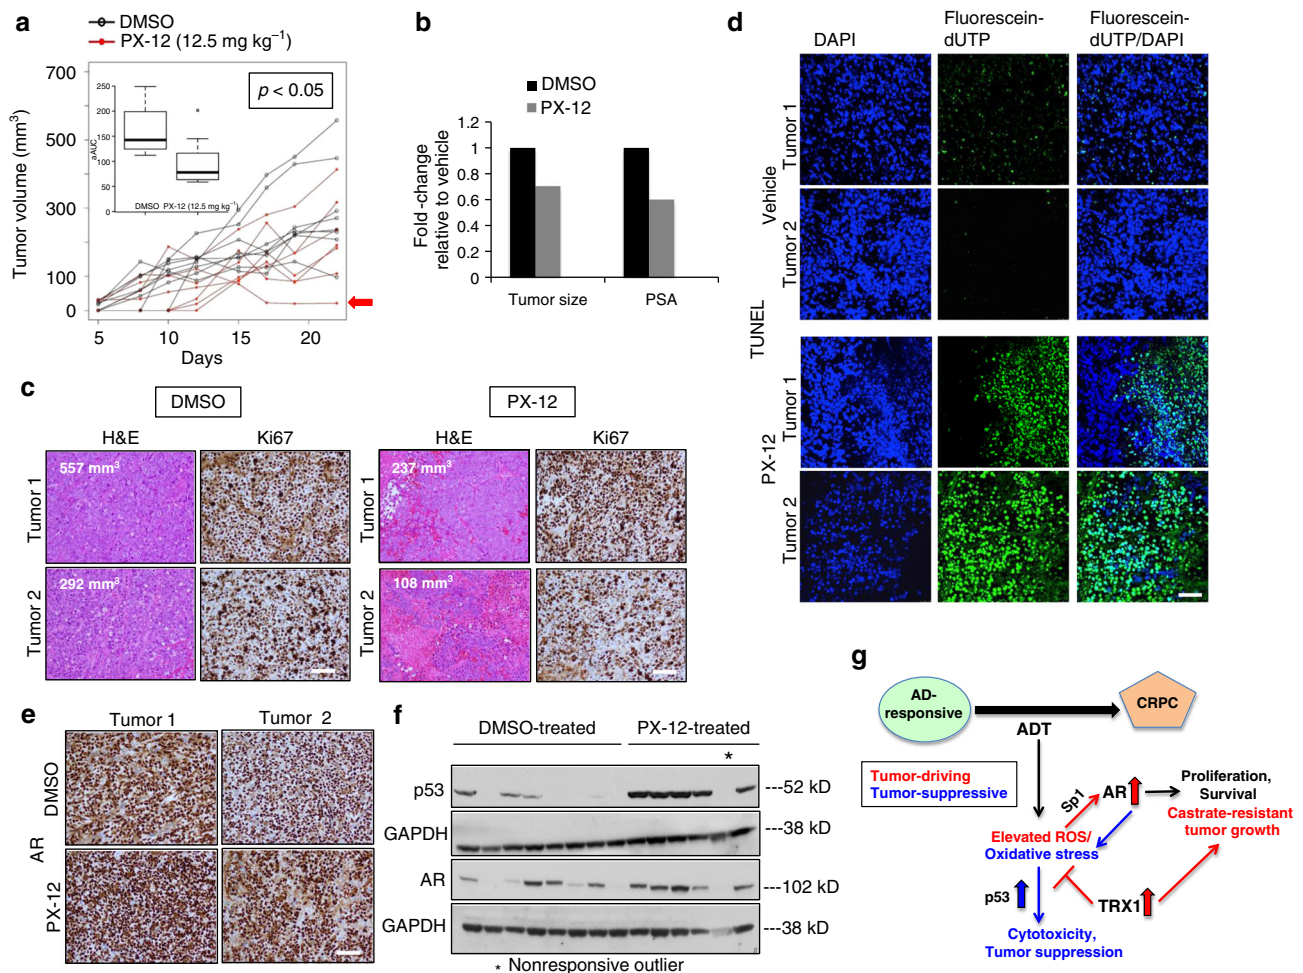 a
DMSO
PX-12 (12.5 mg kg⁻¹)
Tumor volume (mm³)
700
500
300
100
0
5
10
15
20
Days
p < 0.05
aAUC
250
200
150
100
50
0
DMSO PX-12 (12.5 mg kg⁻¹)
b
DMSO
PX-12
Fold-change
relative to vehicle
1.2
1
0.8
0.6
0.4
0.2
0
Tumor size
PSA
c
DMSO
PX-12
H&E
Ki67
H&E
Ki67
Tumor 1
557 mm³
Tumor 1
237 mm³
Tumor 2
292 mm³
Tumor 2
108 mm³
d
DAPI
Fluorescein-
dUTP
Fluorescein-
dUTP/DAPI
TUNEL
Vehicle
Tumor 1
Tumor 2
PX-12
Tumor 1
Tumor 2
e
Tumor 1
Tumor 2
AR
DMSO
PX-12
f
DMSO-treated
PX-12-treated
*
p53
---52 kD
GAPDH
---38 kD
AR
---102 kD
GAPDH
---38 kD
* Nonresponsive outlier
g
AD-
responsive
CRPC
ADT
Tumor-driving
Tumor-suppressive
Sp1
AR
Proliferation,
Survival
Castrate-resistant
tumor growth
Elevated ROS/
Oxidative stress
p53
TRX1
Cytotoxicity,
Tumor suppression